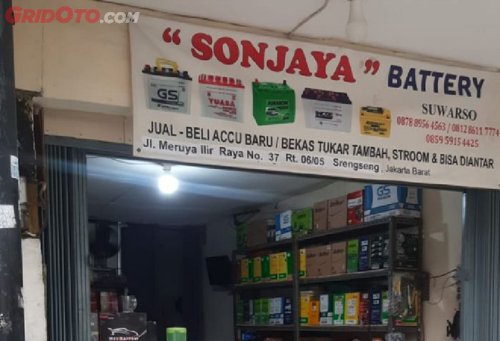 GRIDOTO.COM
“ SONJAYA ” BATTERY
SUWARSO
0878 8956 4563 / 0812 8611 7774
0859 5915 4425
GS
YUASA
JUAL - BELI ACCU BARU / BEKAS TUKAR TAMBAH, STROOM & BISA DIANTAR
Jl. Meruya Ilir Raya No. 37 Rt. 06/05 Srengseng, Jakarta Barat
GS